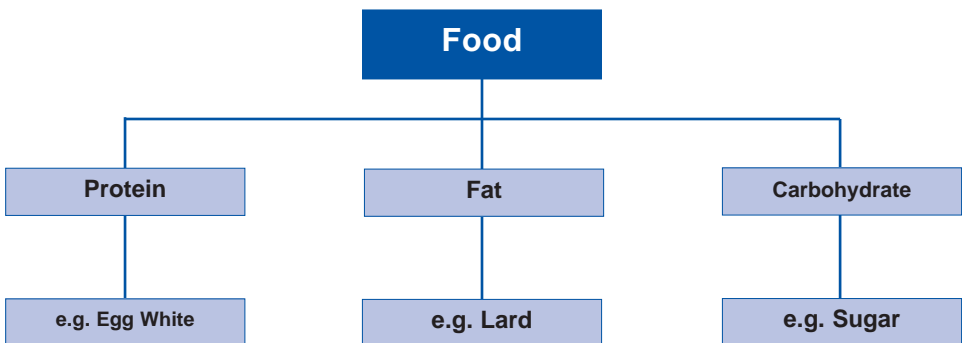 Food
Protein
Fat
Carbohydrate
e.g. Egg White
e.g. Lard
e.g. Sugar